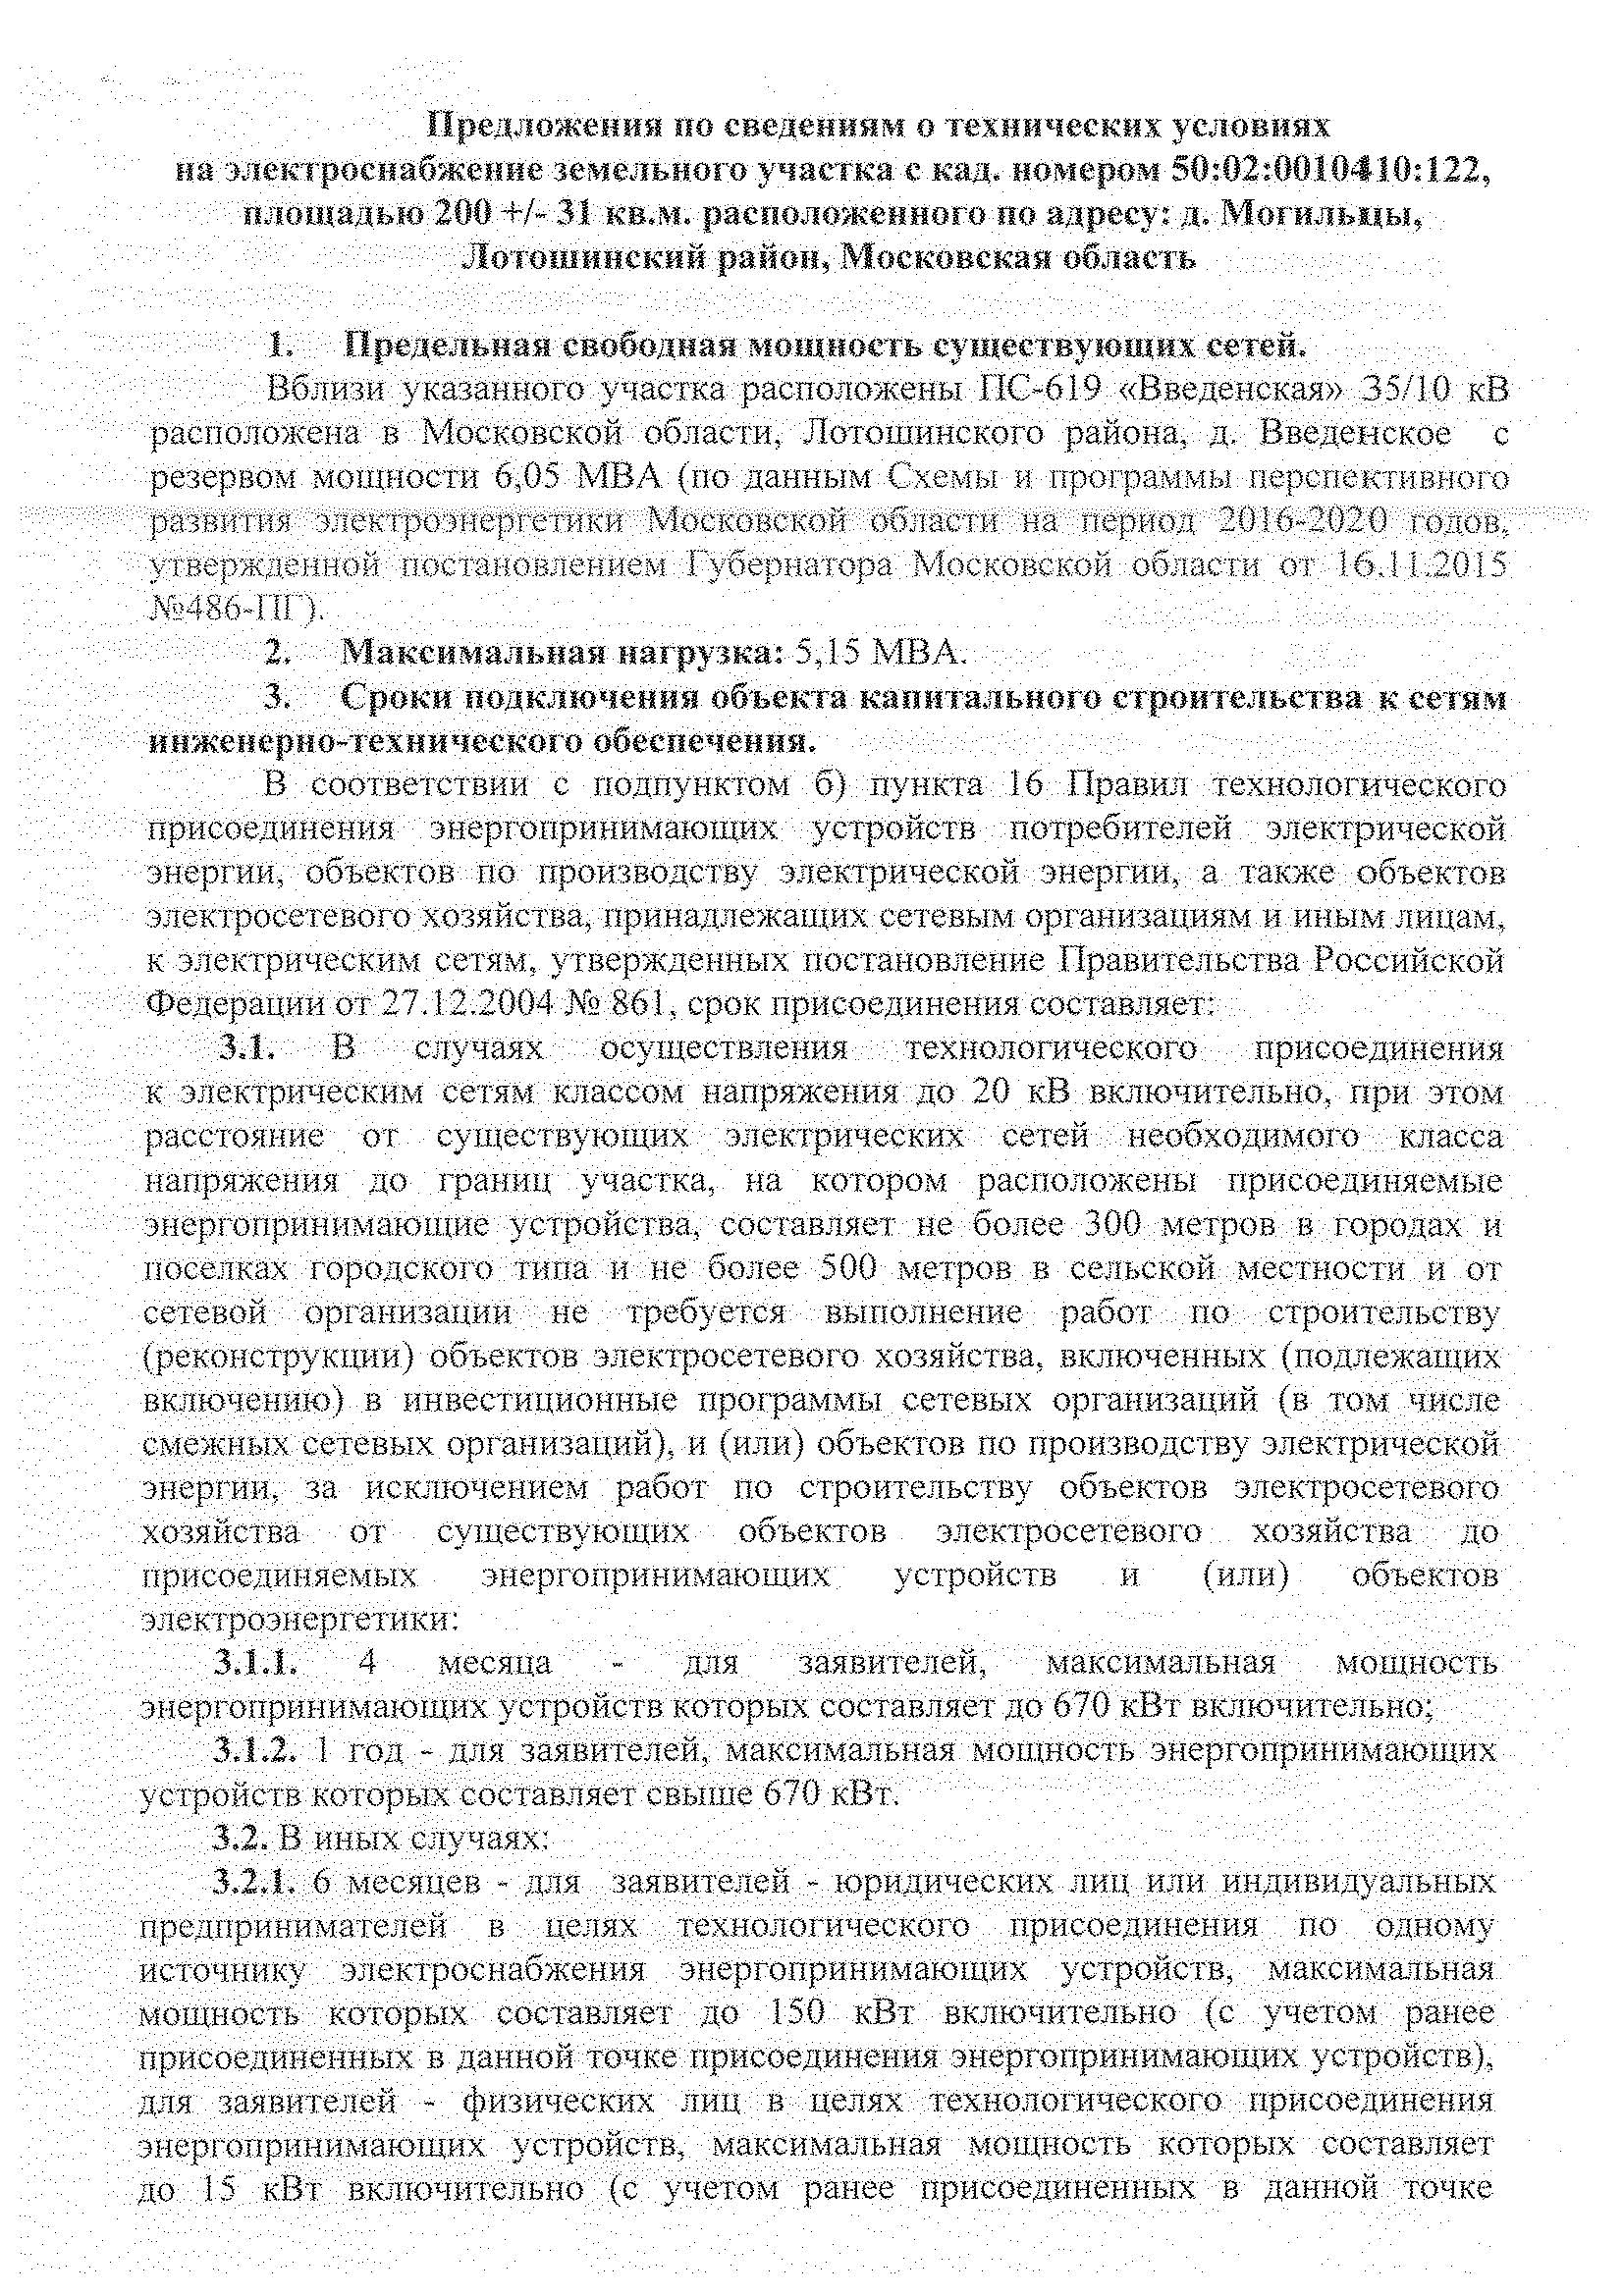 Предложения по сведениям о технических условиях
на электроснабжение земельного участка с кад. номером 50:02:0010410:122,
площадью 200 +/- 31 кв.м. расположенного по адресу: д. Могильцы,
Лотошинский район, Московская область
1. Предельная свободная мощность существующих сетей.
Вблизи указанного участка расположены ПС-619 «Введенская» 35/10 кВ
расположена в Московской области, Лотошинского района, д. Введенское с
резервом мощности 6,05 МВА (по данным Схемы и программы перспективного
развития электроэнергетики Московской области на период 2016-2020 годов,
утвержденной постановлением Губернатора Московской области от 16.11.2015
№486-ПГ).
2. Максимальная нагрузка: 5,15 МВА.
3. Сроки подключения объекта капитального строительства к сетям
инженерно-технического обеспечения.
В соответствии с подпунктом б) пункта 16 Правил технологического
присоединения энергопринимающих устройств потребителей электрической
энергии, объектов по производству электрической энергии, а также объектов
электросетевого хозяйства, принадлежащих сетевым организациям и иным лицам,
к электрическим сетям, утвержденных постановление Правительства Российской
Федерации от 27.12.2004 № 861, срок присоединения составляет:
3.1. В случаях осуществления технологического присоединения
к электрическим сетям классом напряжения до 20 кВ включительно, при этом
расстояние от существующих электрических сетей необходимого класса
напряжения до границ участка, на котором расположены присоединяемые
энергопринимающие устройства, составляет не более 300 метров в городах и
поселках городского типа и не более 500 метров в сельской местности и от
сетевой организации не требуется выполнение работ по строительству
(реконструкции) объектов электросетевого хозяйства, включенных (подлежащих
включению) в инвестиционные программы сетевых организаций (в том числе
смежных сетевых организаций), и (или) объектов по производству электрической
энергии, за исключением работ по строительству объектов электросетевого
хозяйства от существующих объектов электросетевого хозяйства до
присоединяемых энергопринимающих устройств и (или) объектов
электроэнергетики:
3.1.1. 4 месяца - для заявителей, максимальная мощность
энергопринимающих устройств которых составляет до 670 кВт включительно;
3.1.2. 1 год - для заявителей, максимальная мощность энергопринимающих
устройств которых составляет свыше 670 кВт.
3.2. В иных случаях:
3.2.1. 6 месяцев - для заявителей - юридических лиц или индивидуальных
предпринимателей в целях технологического присоединения по одному
источнику электроснабжения энергопринимающих устройств, максимальная
мощность которых составляет до 150 кВт включительно (с учетом ранее
присоединенных в данной точке присоединения энергопринимающих устройств),
для заявителей - физических лиц в целях технологического присоединения
энергопринимающих устройств, максимальная мощность которых составляет
до 15 кВт включительно (с учетом ранее присоединенных в данной точке